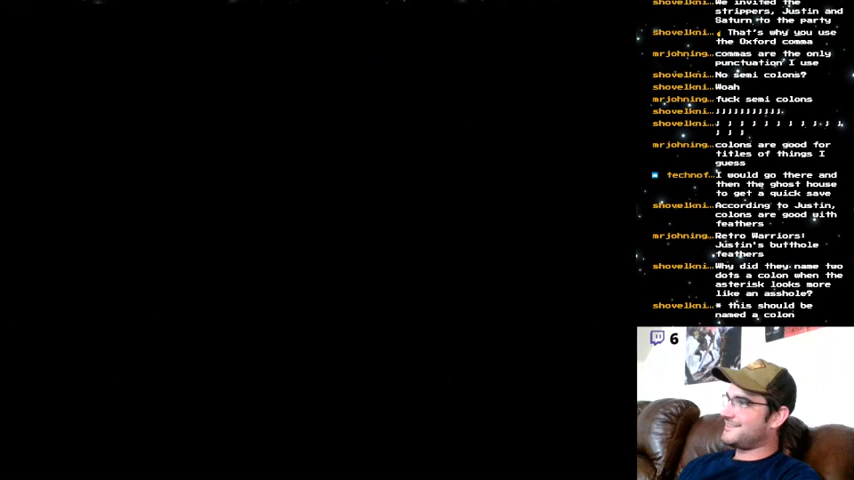 shovelkni… We invited the
strippers, Justin and
Saturn to the party
shovelkni… That's why you use
the Oxford comma
mrjohning… commas are the only
punctuation I use
shovelkni… No semi colons?
shovelkni… Woah
mrjohning… fuck semi colons
shovelkni… ;;;;;;;;;;;
shovelkni… ; ; ; ; ; ; ; ; ; ; ;
; ; ;
mrjohning… colons are good for
titles of things I
guess
technof… I would go there and
then the ghost house
to get a quick save
shovelkni… According to Justin,
colons are good with
feathers
mrjohning… Retro Warriors:
Justin's butthole
feathers
shovelkni… Why did they name two
dots a colon when the
asterisk looks more
like an asshole?
shovelkni… * this should be
named a colon
6